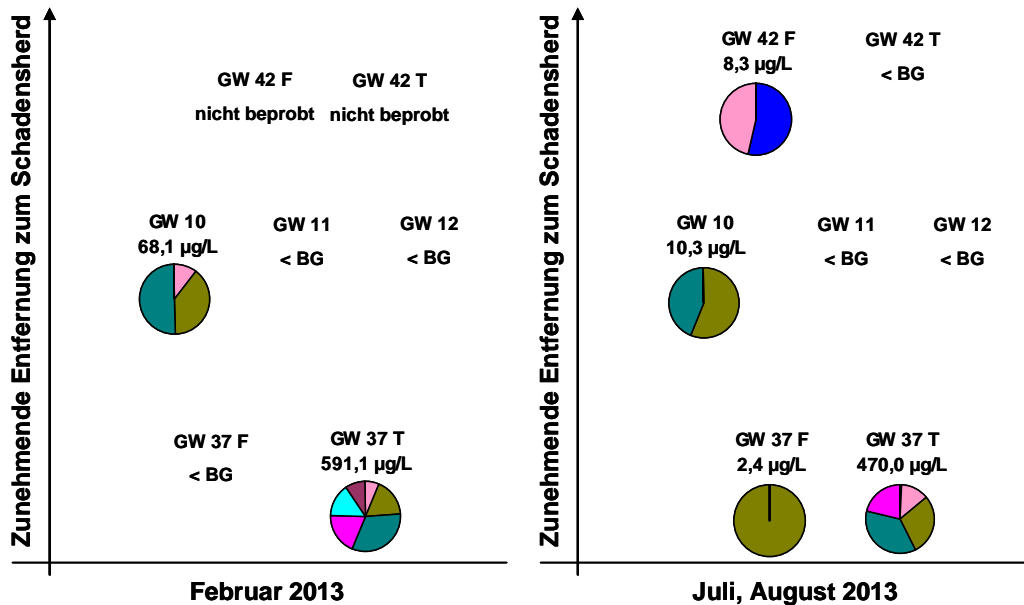 Zunehmende Entfernung zum Schadensherd
GW 42 F
nicht beprobt
GW 42 T
nicht beprobt
GW 10
68,1 µg/L
GW 11
< BG
GW 12
< BG
GW 37 F
< BG
GW 37 T
591,1 µg/L
Februar 2013
Zunehmende Entfernung zum Schadensherd
GW 42 F
8,3 µg/L
GW 42 T
< BG
GW 10
10,3 µg/L
GW 11
< BG
GW 12
< BG
GW 37 F
2,4 µg/L
GW 37 T
470,0 µg/L
Juli, August 2013